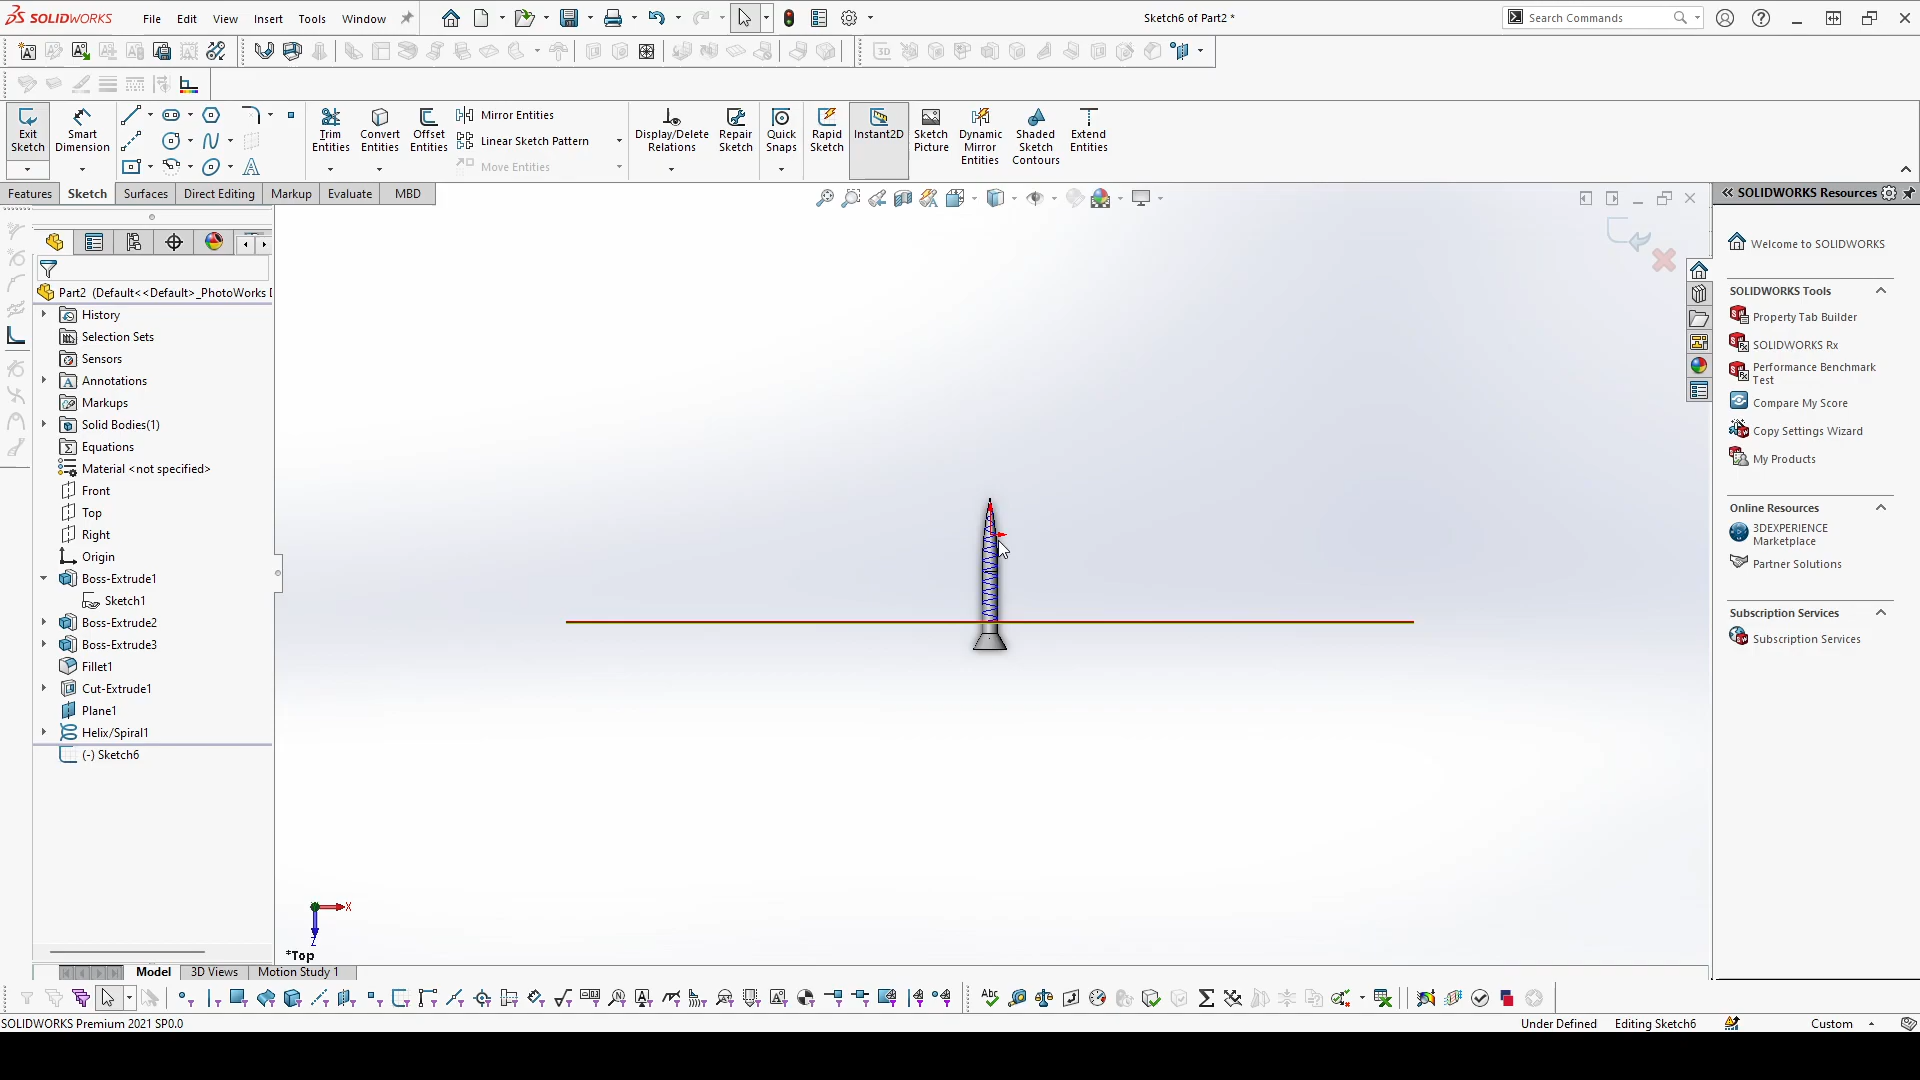 SOLIDWORKS
File Edit View Insert Tools Window
Sketch6 of Part2 *
Search Commands
Exit Sketch
Smart Dimension
Trim Entities
Convert Entities
Offset Entities
Mirror Entities
Linear Sketch Pattern
Move Entities
Display/Delete Relations
Repair Sketch
Quick Snaps
Rapid Sketch
Instant2D
Sketch Picture
Dynamic Mirror Entities
Shaded Sketch Contours
Extend Entities
Features Sketch Surfaces Direct Editing Markup Evaluate MBD
Part2 (Default<<Default>_PhotoWorks
History
Selection Sets
Sensors
Annotations
Markups
Solid Bodies(1)
Equations
Material <not specified>
Front
Top
Right
Origin
Boss-Extrude1
Sketch1
Boss-Extrude2
Boss-Extrude3
Fillet1
Cut-Extrude1
Plane1
Helix/Spiral1
(-) Sketch6
X
Z
*Top
SOLIDWORKS Resources
Welcome to SOLIDWORKS
SOLIDWORKS Tools
Property Tab Builder
SOLIDWORKS Rx
Performance Benchmark
Test
Compare My Score
Copy Settings Wizard
My Products
Online Resources
3DEXPERIENCE
Marketplace
Partner Solutions
Subscription Services
Subscription Services
Model 3D Views Motion Study 1
SOLIDWORKS Premium 2021 SP0.0
Under Defined Editing Sketch6 Custom